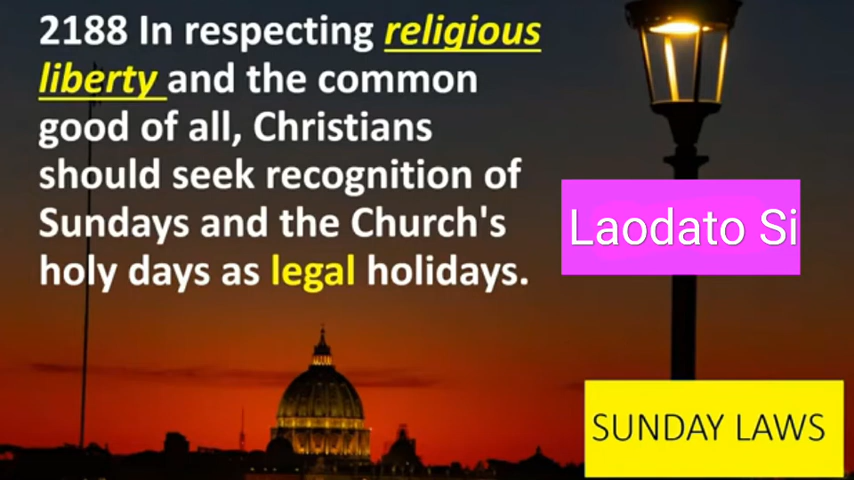 2188 In respecting religious
liberty and the common
good of all, Christians
should seek recognition of
Sundays and the Church's
holy days as legal holidays.
Laodato Si
SUNDAY LAWS